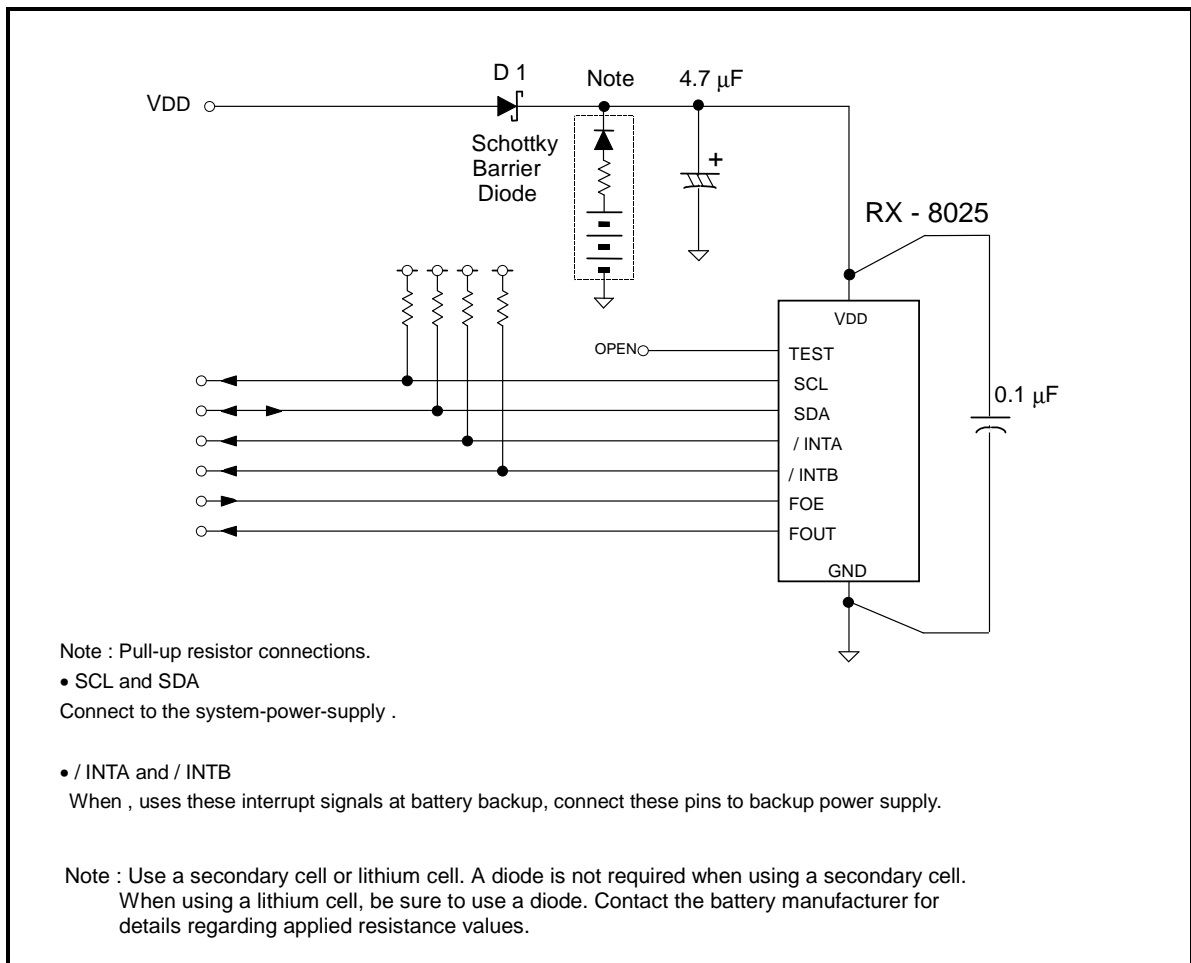 D 1
Note
4.7 μF
VDD
Schottky
Barrier
Diode
RX - 8025
VDD
OPEN
TEST
SCL
SDA
/ INTA
/ INTB
FOE
FOUT
GND
0.1 μF
Note : Pull-up resistor connections.
• SCL and SDA
Connect to the system-power-supply .
• / INTA and / INTB
When , uses these interrupt signals at battery backup, connect these pins to backup power supply.
Note : Use a secondary cell or lithium cell. A diode is not required when using a secondary cell.
When using a lithium cell, be sure to use a diode. Contact the battery manufacturer for
details regarding applied resistance values.